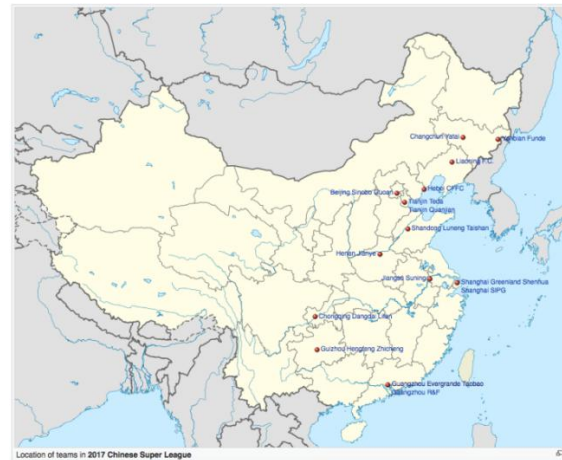 Changchun Yatai
Yanbian Funde
Liaoning F.C.
Hebei CFFC
Beijing Sinobo Guoan
Tianjin Teda
Tianjin Quanjian
Shandong Luneng Taishan
Henan Jianye
Jiangsu Suning
Shanghai Greenland Shenhua
Shanghai SIPG
Chongqing Dangdai Lifan
Guizhou Hengfeng Zhicheng
Guangzhou Evergrande Taobao
Guangzhou R&F
Location of teams in 2017 Chinese Super League